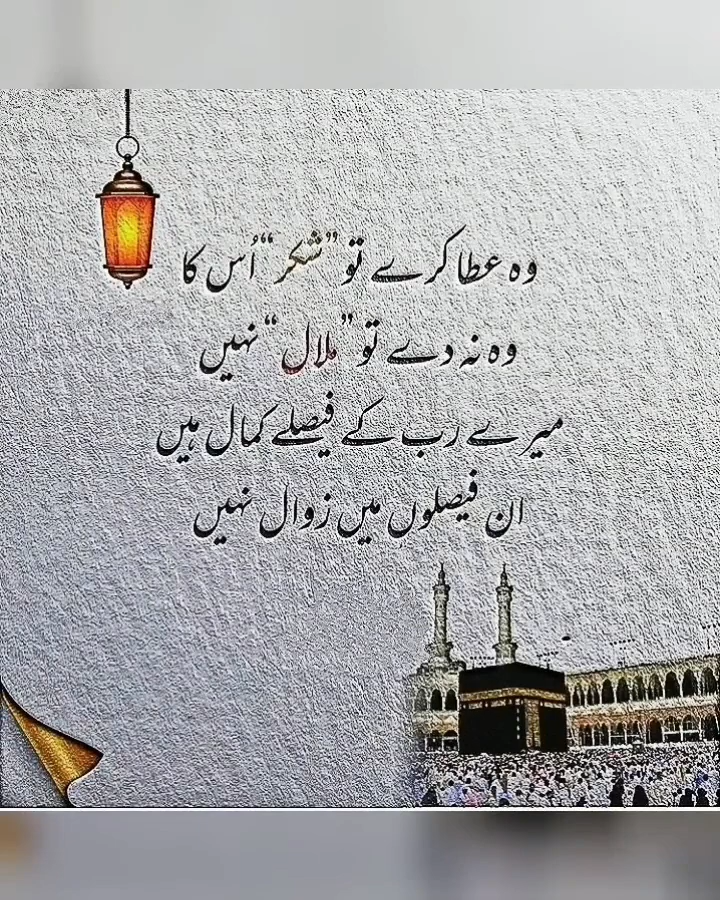 وہ عطا کرے تو ”شکر“ اُس کا
وہ نہ دے تو ”ملال“ نہیں
میرے رب کے فیصلے کمال ہیں
ان فیصلوں میں زوال نہیں